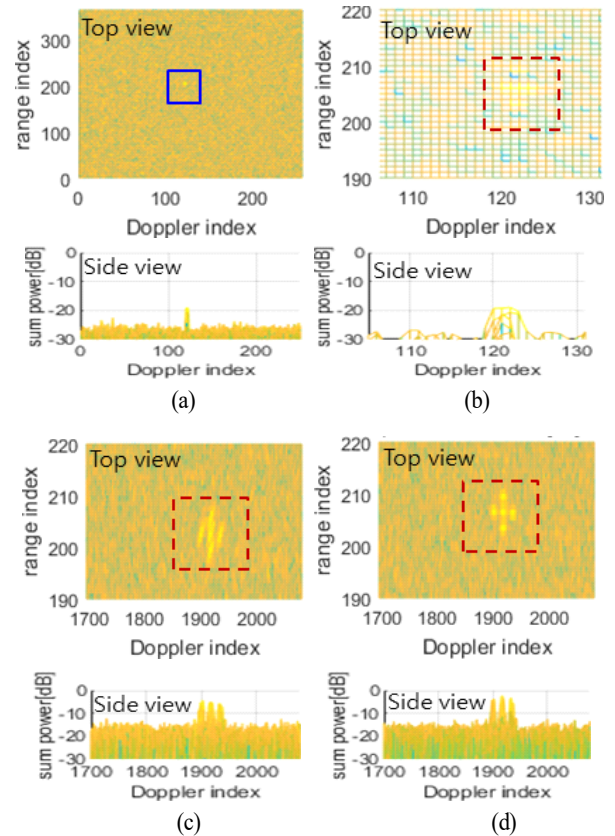 Top view
range index
300
200
100
0
0 100 200
Doppler index
Side view
sum power[dB]
0
-10
-20
-30
0 100 200
Doppler index
(a)
Top view
range index
220
210
200
190
110 120 130
Doppler index
Side view
sum power[dB]
0
-10
-20
-30
110 120 130
Doppler index
(b)
Top view
range index
220
210
200
190
1700 1800 1900 2000
Doppler index
Side view
sum power[dB]
0
-10
-20
-30
1700 1800 1900 2000
Doppler index
(c)
Top view
range index
220
210
200
190
1700 1800 1900 2000
Doppler index
Side view
sum power[dB]
0
-10
-20
-30
1700 1800 1900 2000
Doppler index
(d)